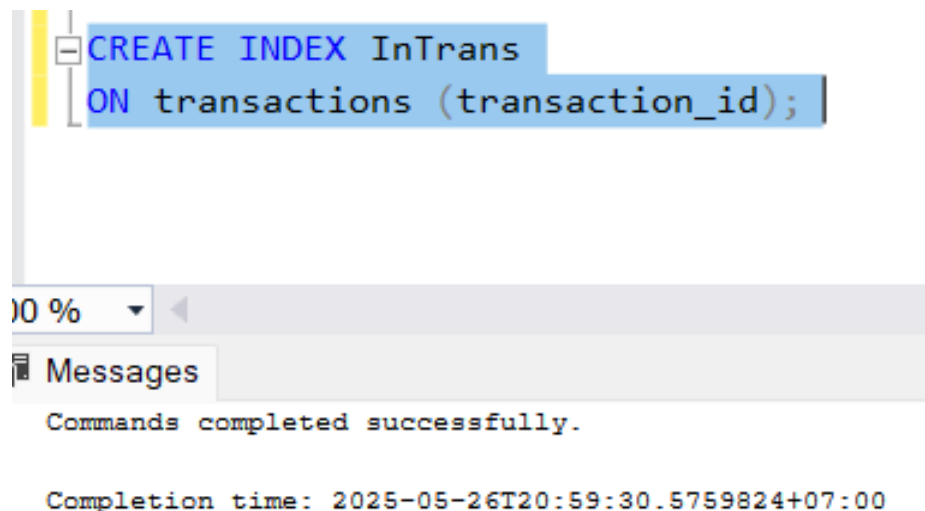 CREATE INDEX InTrans
ON transactions (transaction_id);
00 %
Messages
Commands completed successfully.
Completion time: 2025-05-26T20:59:30.5759824+07:00